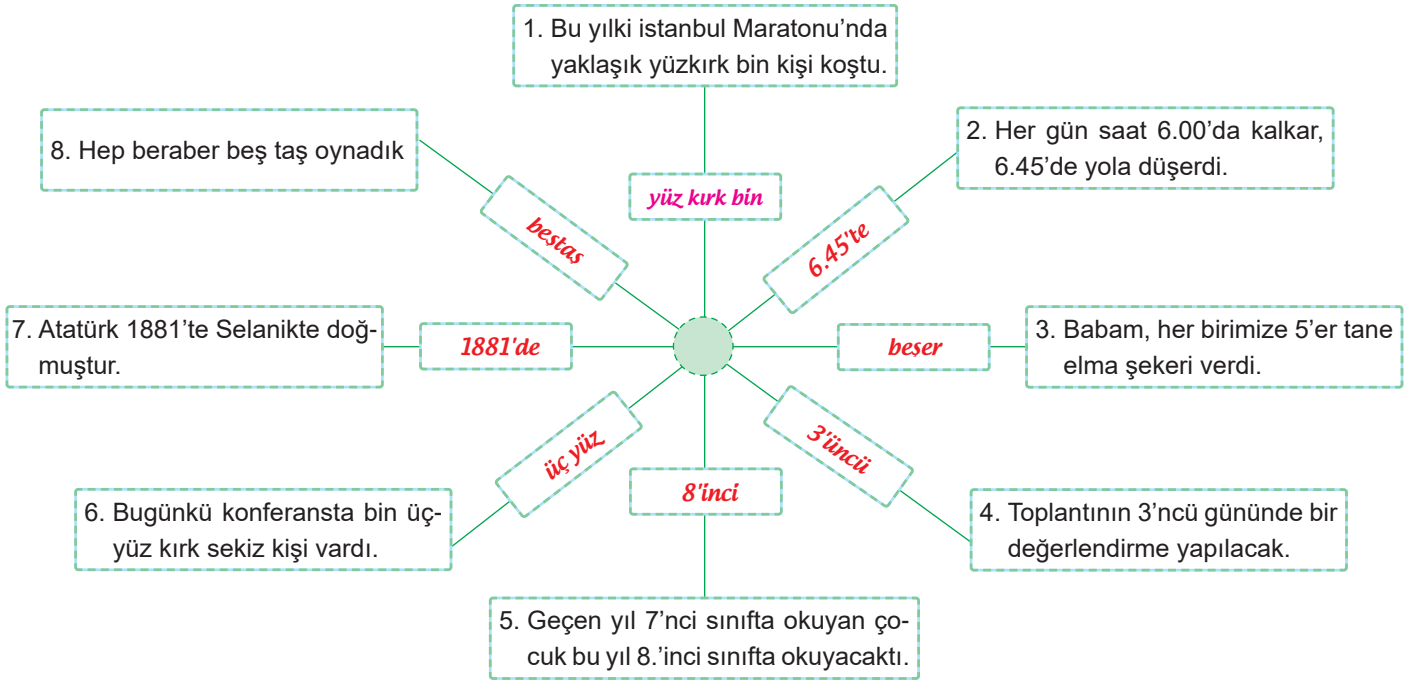 1. Bu yılki istanbul Maratonu’nda
yaklaşık yüzkırk bin kişi koştu.
yüz kırk bin
2. Her gün saat 6.00’da kalkar,
6.45’de yola düşerdi.
6.45'te
3. Babam, her birimize 5’er tane
elma şekeri verdi.
beşer
4. Toplantının 3’ncü gününde bir
değerlendirme yapılacak.
3'üncü
5. Geçen yıl 7’nci sınıfta okuyan ço-
cuk bu yıl 8.’inci sınıfta okuyacaktı.
8'inci
6. Bugünkü konferansta bin üç-
yüz kırk sekiz kişi vardı.
üç yüz
7. Atatürk 1881’te Selanikte doğ-
muştur.
1881'de
8. Hep beraber beş taş oynadık
beştaş